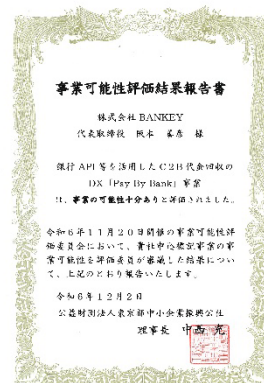 事業可能性評価結果報告書
株式会社 BANKEY
代表取締役 阪本 善彦 様
銀行 API 等を活用した C2B 代金回収の
DX「Pay By Bank」事業
は、事業の可能性十分ありと評価されました。
令和6年11月20日開催の事業可能性評
価委員会において、貴社申込標記事業の事
業可能性を評価委員が審議した結果につい
て、上記のとおり報告いたします。
令和6年12月2日
公益財団法人東京都中小企業振興公社
理事長 中西 充